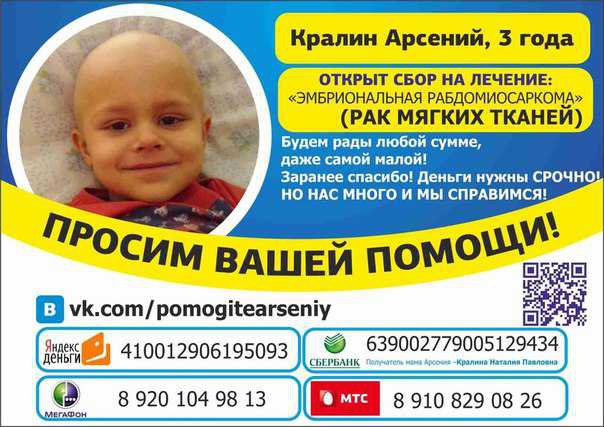 Кралин Арсений, 3 года
ОТКРЫТ СБОР НА ЛЕЧЕНИЕ:
«ЭМБРИОНАЛЬНАЯ РАБДОМИОСАРКОМА»
(РАК МЯГКИХ ТКАНЕЙ)
Будем рады любой сумме,
даже самой малой!
Заранее спасибо! Деньги нужны СРОЧНО!
НО НАС МНОГО И МЫ СПРАВИМСЯ!
ПРОСИМ ВАШЕЙ ПОМОЩИ!
В vk.com/pomogitearseniy
Яндекс деньги 410012906195093
СБЕРБАНК 639002779005129434
Получатель мама Арсения –Кралина Наталия Павловна
МЕГАФОН 8 920 104 98 13
МТС 8 910 829 08 26